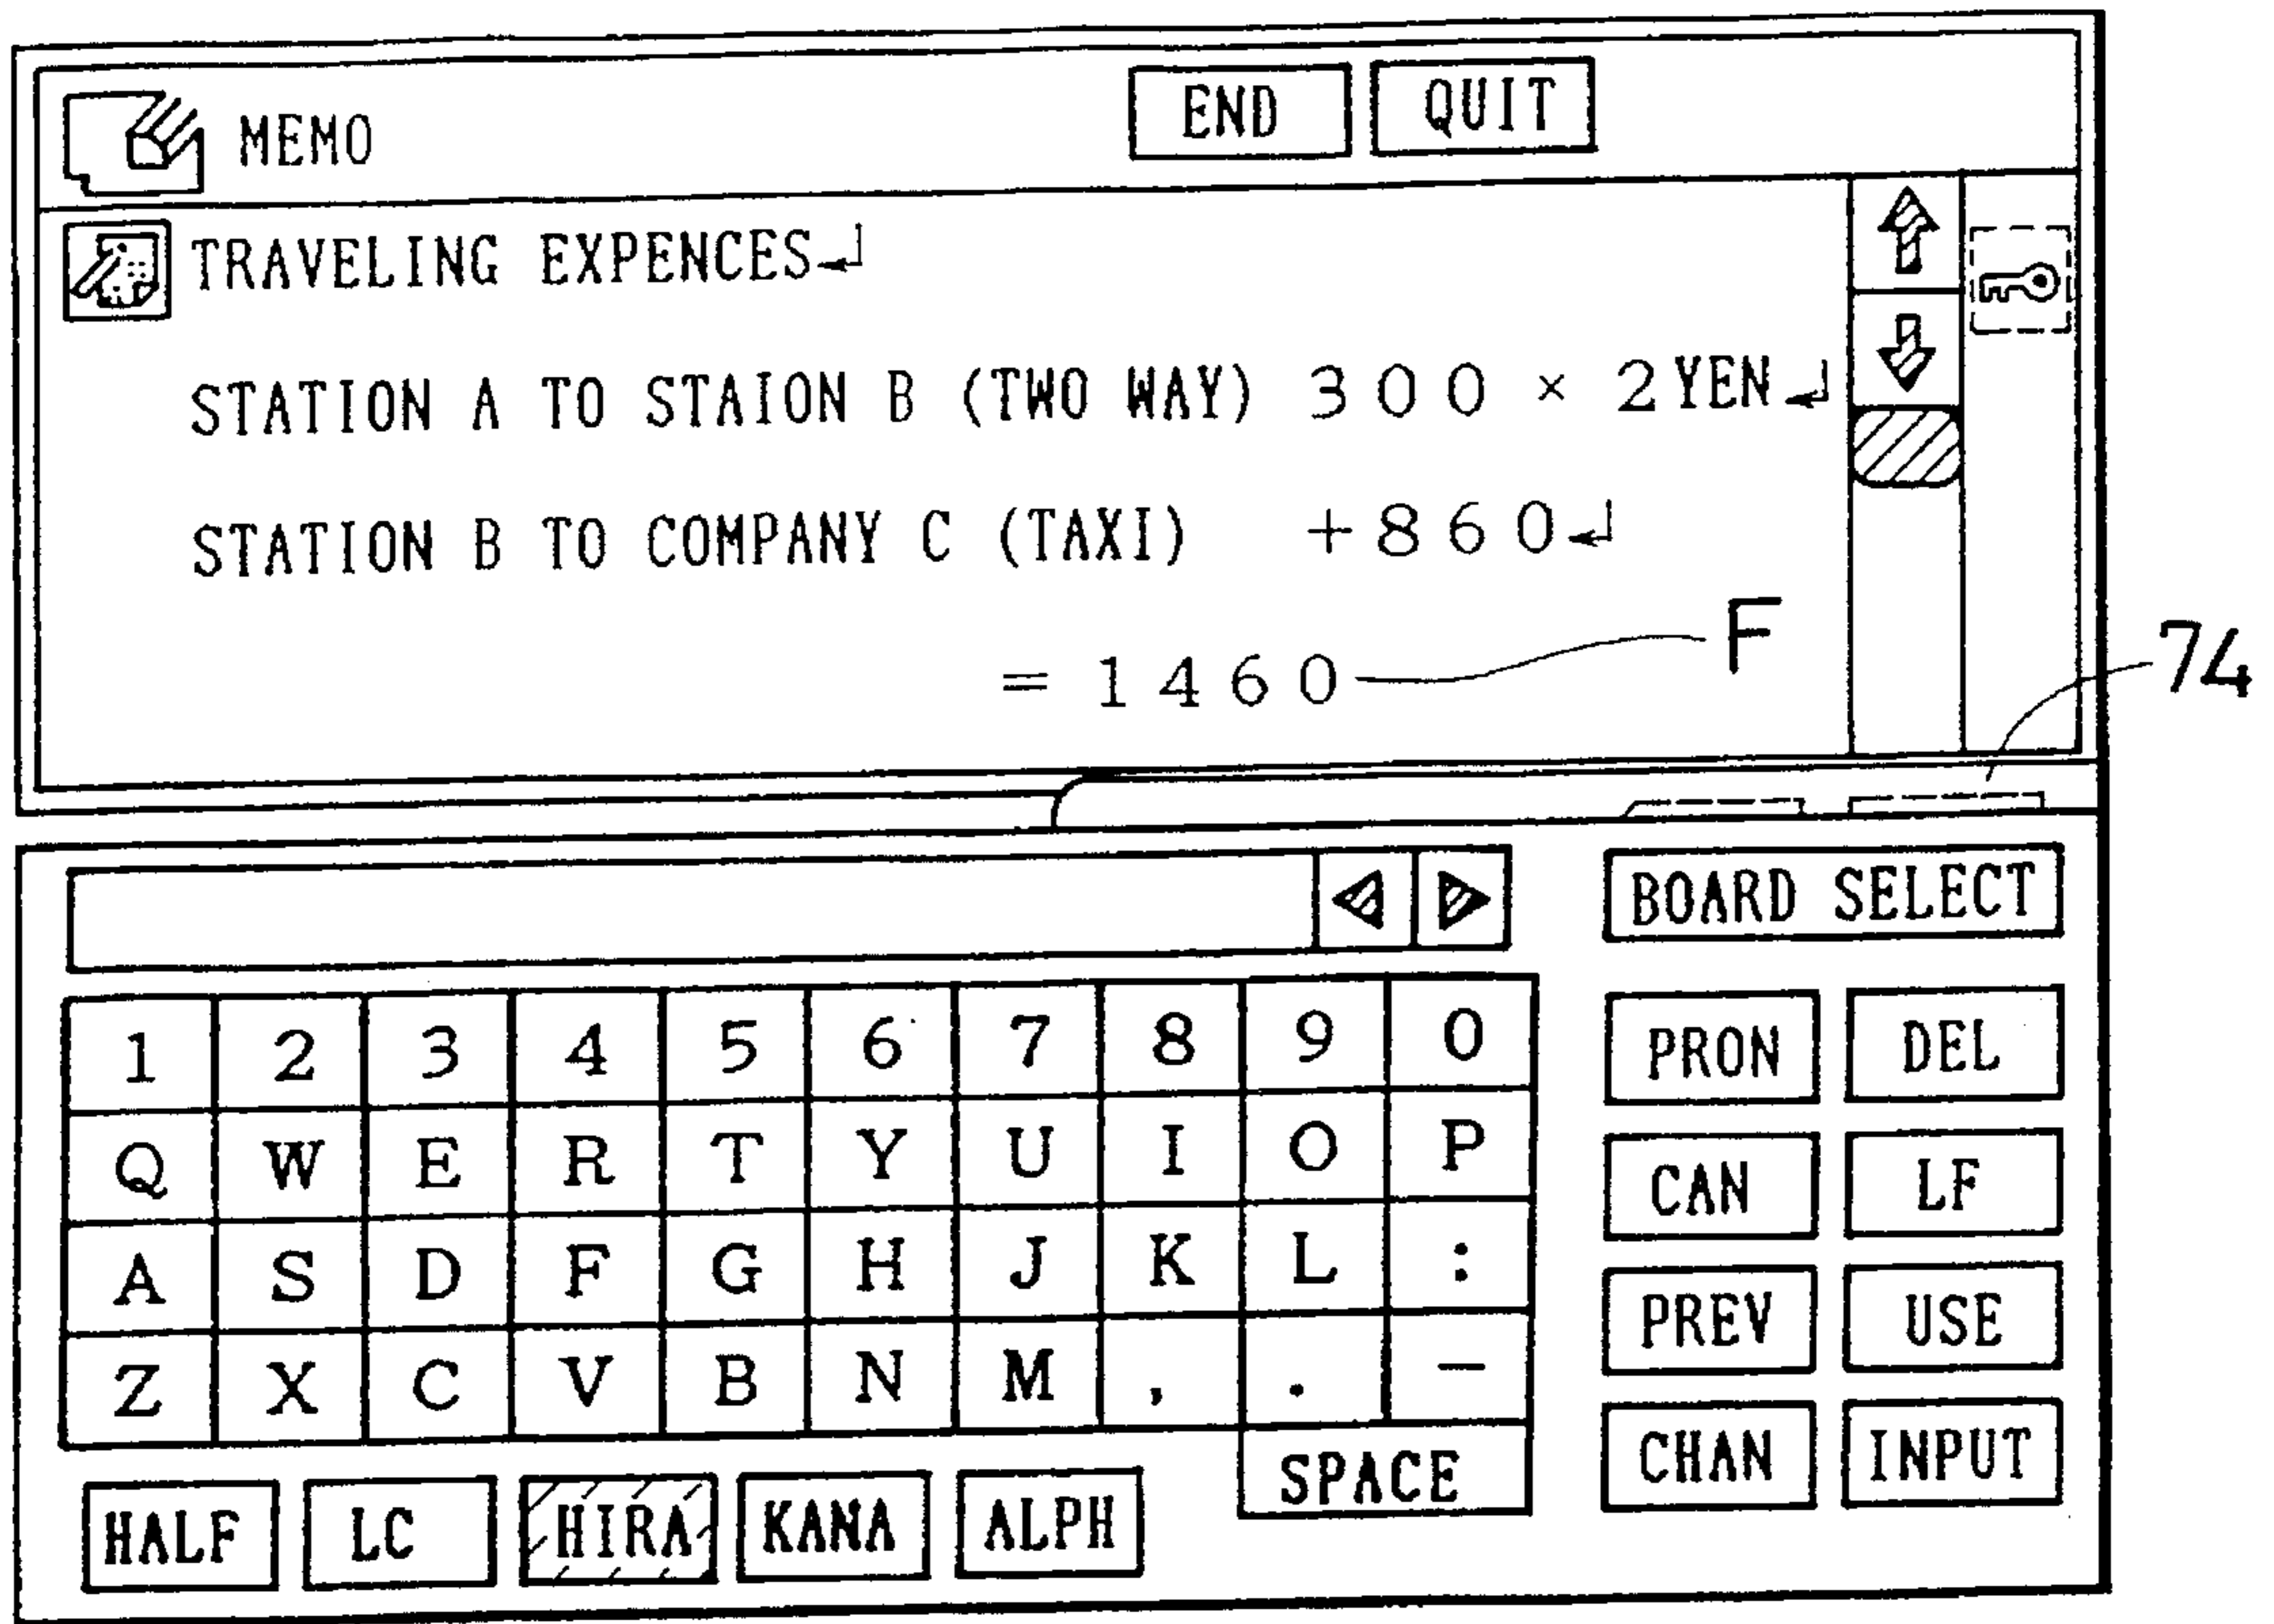 MEMO END QUIT
TRAVELING EXPENCES↵
STATION A TO STAION B (TWO WAY) 300 × 2YEN↵
STATION B TO COMPANY C (TAXI) +860↵
= 1460 F
74
BOARD SELECT
1 2 3 4 5 6 7 8 9 0 PRON DEL
Q W E R T Y U I O P CAN LF
A S D F G H J K L : PREV USE
Z X C V B N M , . — CHAN INPUT
HALF LC HIRA KANA ALPH SPACE